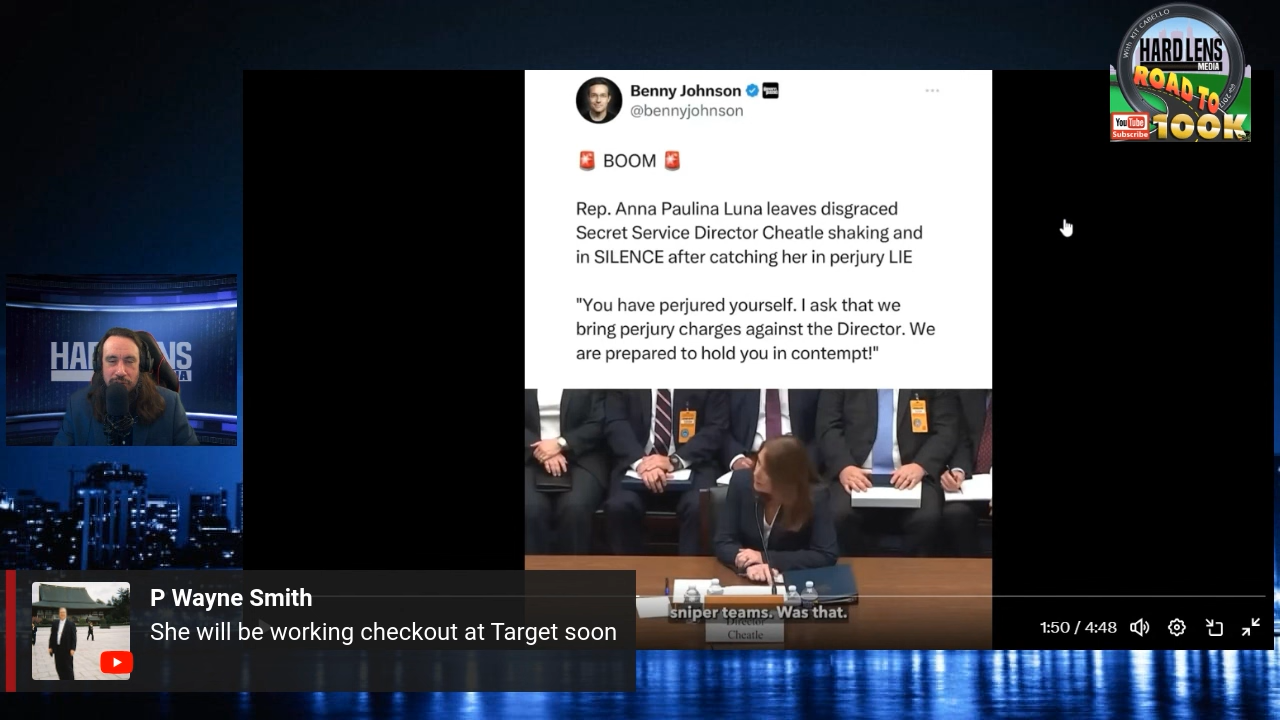 With KIT CABELLO
HARD LENS
MEDIA
ROAD TO
100K
YouTube
Subscribe
Benny Johnson
@bennyjohnson
BOOM
Rep. Anna Paulina Luna leaves disgraced
Secret Service Director Cheatle shaking and
in SILENCE after catching her in perjury LIE
"You have perjured yourself. I ask that we
bring perjury charges against the Director. We
are prepared to hold you in contempt!"
sniper teams. Was that.
Director
Cheatle
P Wayne Smith
She will be working checkout at Target soon
1:50 / 4:48